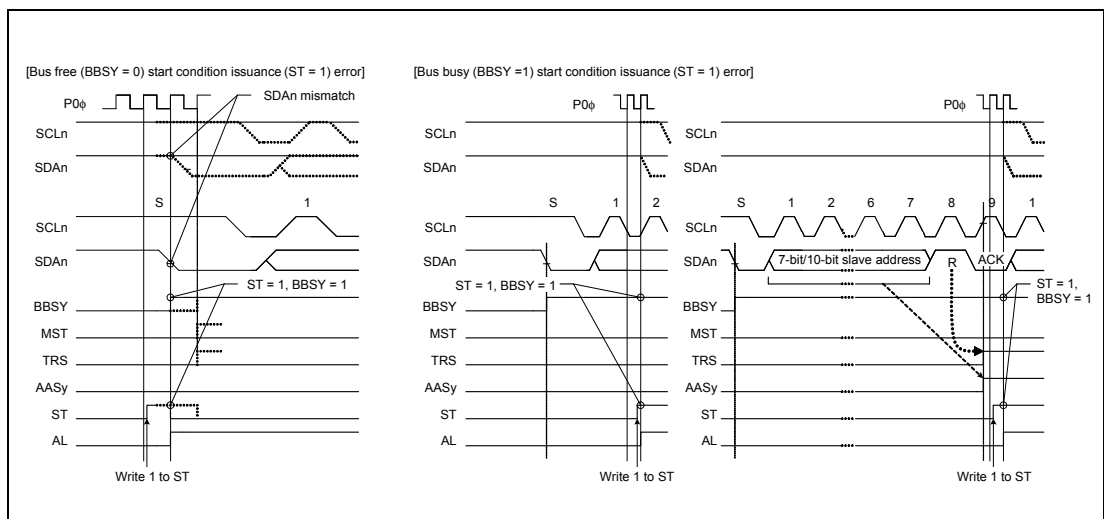 [Bus free (BBSY = 0) start condition issuance (ST = 1) error]
P0ϕ
SDAn mismatch
SCLn
SDAn
S 1
SCLn
SDAn
ST = 1, BBSY = 1
BBSY
MST
TRS
AASy
ST
AL
Write 1 to ST
[Bus busy (BBSY =1) start condition issuance (ST = 1) error]
P0ϕ
SCLn
SDAn
S 1 2
SCLn
SDAn
ST = 1, BBSY = 1
BBSY
MST
TRS
AASy
ST
AL
Write 1 to ST
P0ϕ
SCLn
SDAn
S 1 2 6 7 8 9 1
SCLn
SDAn
7-bit/10-bit slave address R ACK
ST = 1,
BBSY = 1
BBSY
MST
TRS
AASy
ST
AL
Write 1 to ST